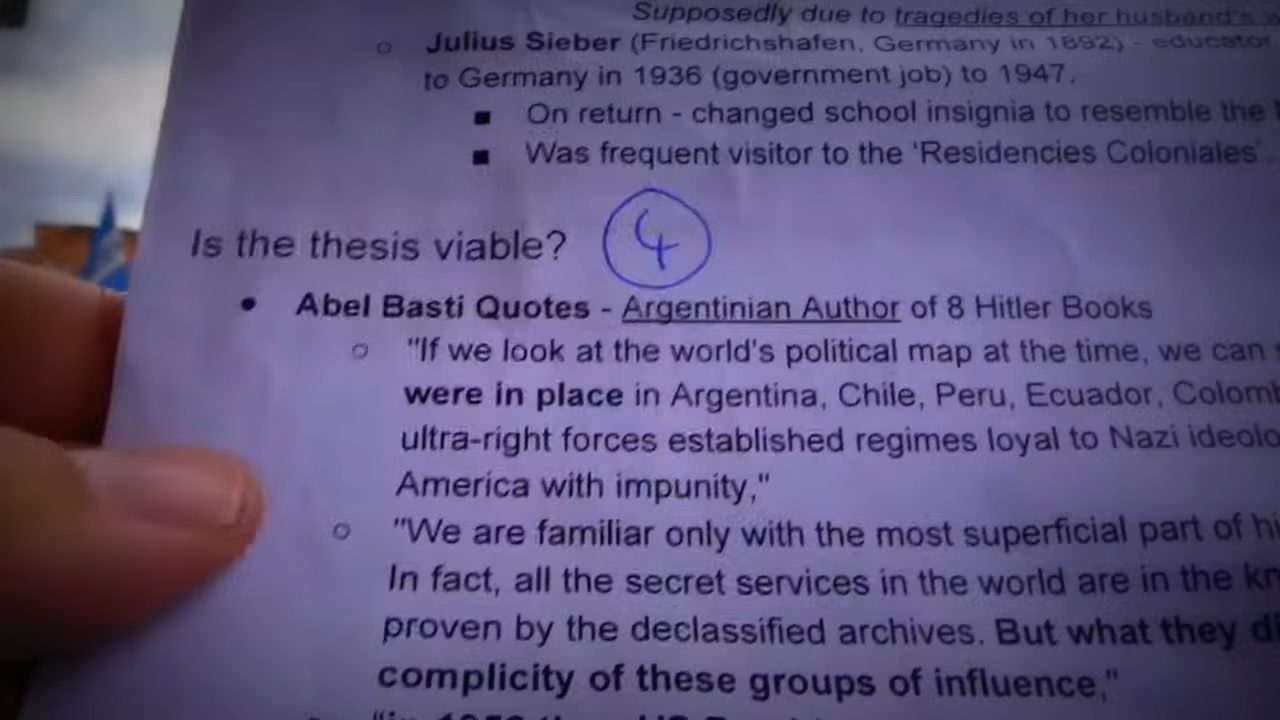 Supposedly due to tragedies of her husband's
○ Julius Sieber (Friedrichshafen, Germany in 1892) - educator
to Germany in 1936 (government job) to 1947.
■ On return - changed school insignia to resemble the
■ Was frequent visitor to the ‘Residencies Coloniales’
Is the thesis viable? 4
● Abel Basti Quotes - Argentinian Author of 8 Hitler Books
○ "If we look at the world's political map at the time, we can
were in place in Argentina, Chile, Peru, Ecuador,
ultra-right forces established regimes loyal to Nazi
America with impunity,"
○ "We are familiar only with the most superficial part of
In fact, all the secret services in the world are in the
proven by the declassified archives. But what they
complicity of these groups of influence,"